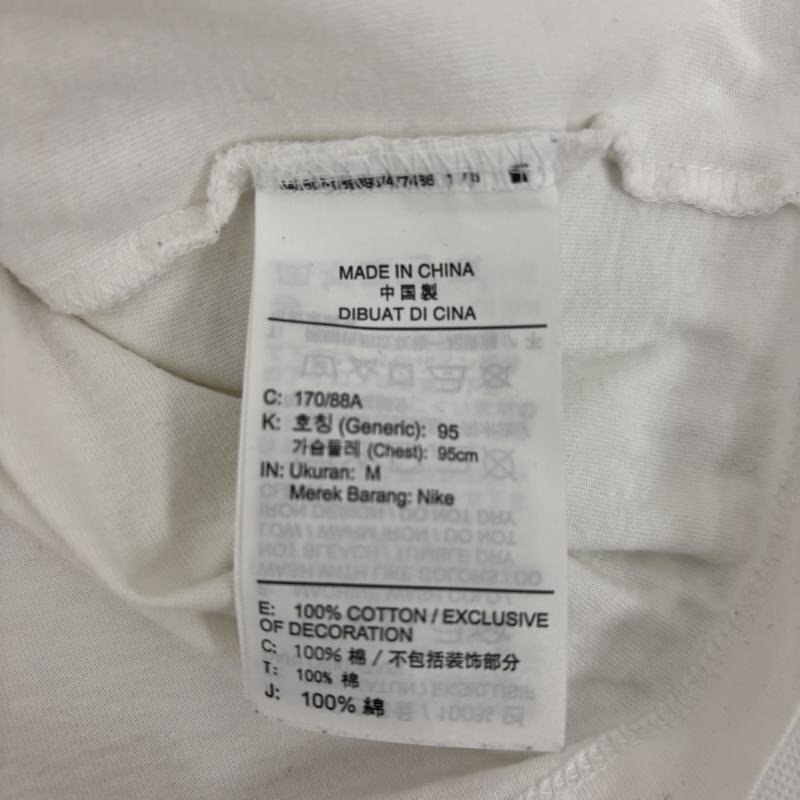 MADE IN CHINA
中国製
DIBUAT DI CINA
C: 170/88A
K: 호칭 (Generic): 95
가슴둘레 (Chest): 95cm
IN: Ukuran: M
Merek Barang: Nike
E: 100% COTTON / EXCLUSIVE
OF DECORATION
C: 100% 棉 / 不包括装饰部分
T: 100% 棉
J: 100% 綿